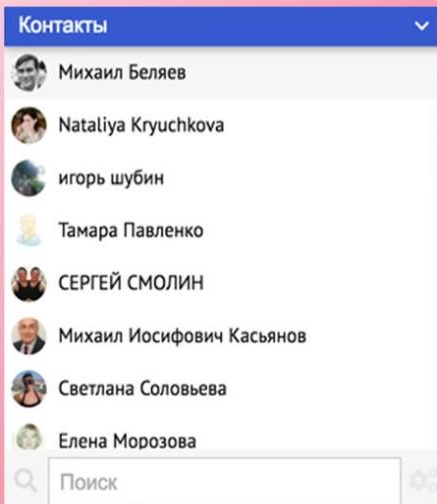 Контакты
Михаил Беляев
Nataliya Kryuchkova
игорь шубин
Тамара Павленко
СЕРГЕЙ СМОЛИН
Михаил Иосифович Касьянов
Светлана Соловьева
Елена Морозова
Поиск